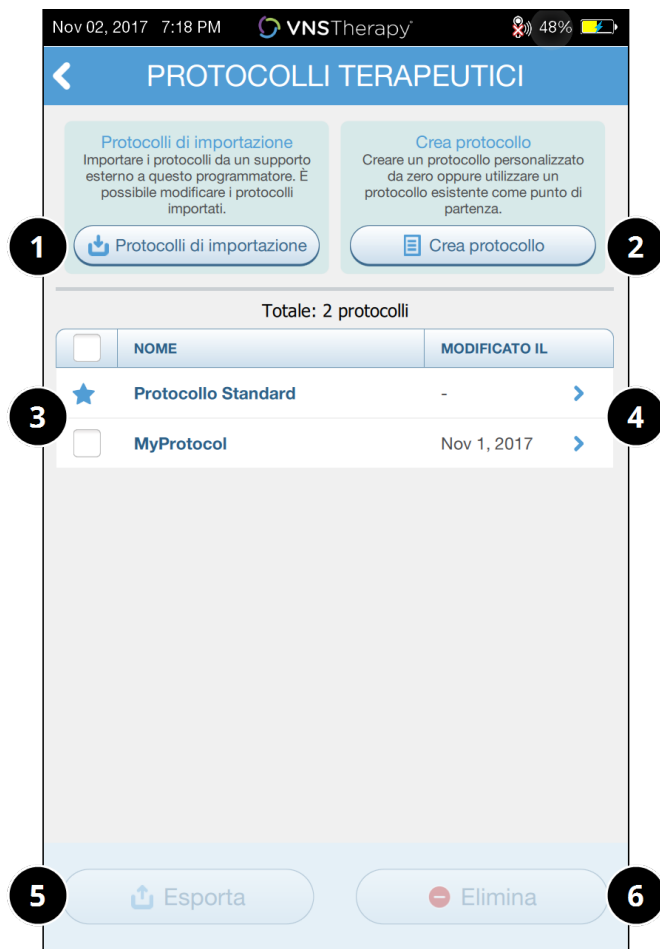 Nov 02, 2017 7:18 PM VNSTherapy 48%
PROTOCOLLI TERAPEUTICI
Protocolli di importazione
Importare i protocolli da un supporto
esterno a questo programmatore. È
possibile modificare i protocolli
importati.
1 Protocolli di importazione
Crea protocollo
Creare un protocollo personalizzato
da zero oppure utilizzare un
protocollo esistente come punto di
partenza.
Crea protocollo 2
Totale: 2 protocolli
NOME MODIFICATO IL
3
Protocollo Standard -
MyProtocol Nov 1, 2017
4
5 Esporta
Elimina 6